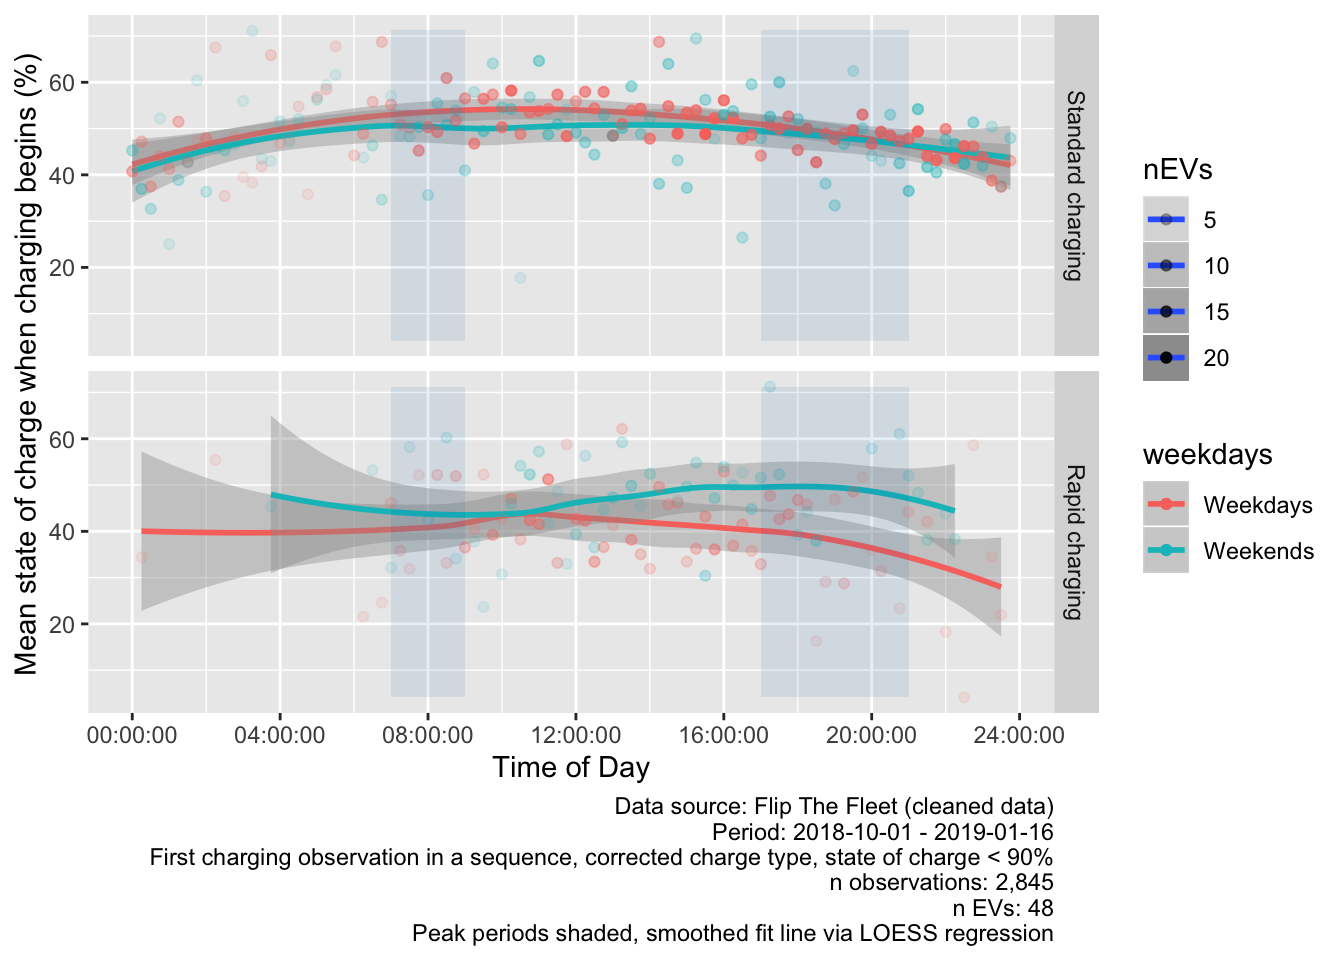 Mean state of charge when charging begins (%)
60
40
20
Standard charging
60
40
20
Rapid charging
00:00:00 04:00:00 08:00:00 12:00:00 16:00:00 20:00:00 24:00:00
Time of Day
nEVs
5
10
15
20
weekdays
Weekdays
Weekends
Data source: Flip The Fleet (cleaned data)
Period: 2018-10-01 - 2019-01-16
First charging observation in a sequence, corrected charge type, state of charge < 90%
n observations: 2,845
n EVs: 48
Peak periods shaded, smoothed fit line via LOESS regression